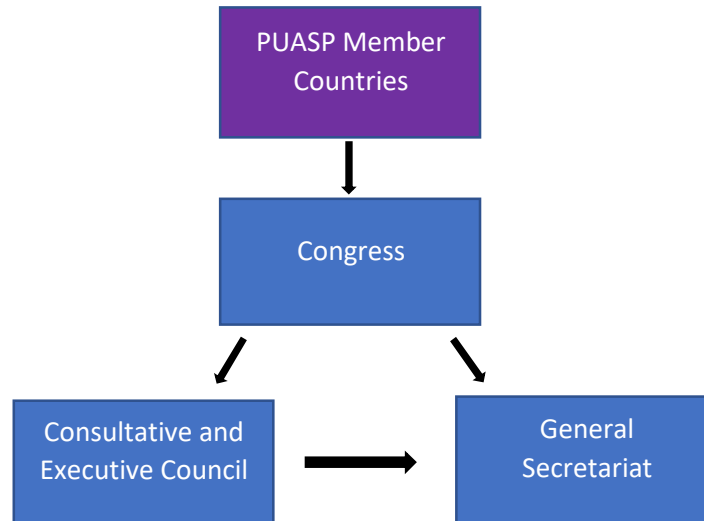 PUASP Member
Countries
Congress
Consultative and
Executive Council
General
Secretariat